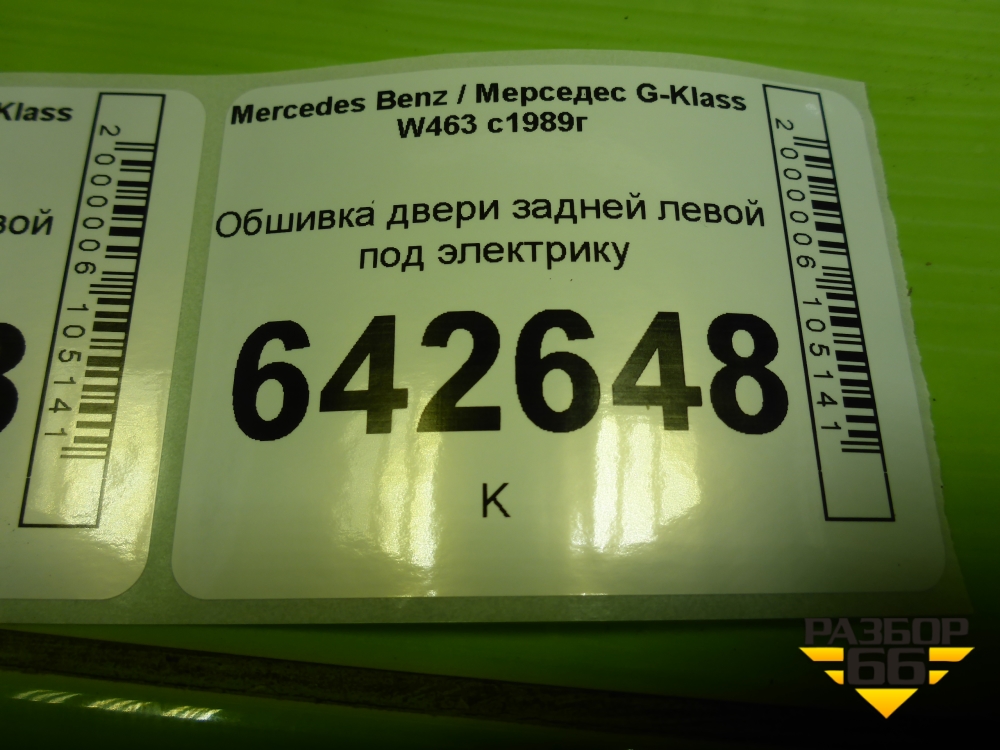 Klass
вой
8
2000006105141
Mercedes Benz / Мерседес G-Klass
W463 с1989г
Обшивка двери задней левой
под электрику
642648
К
2000006105141
РАЗБОР
66